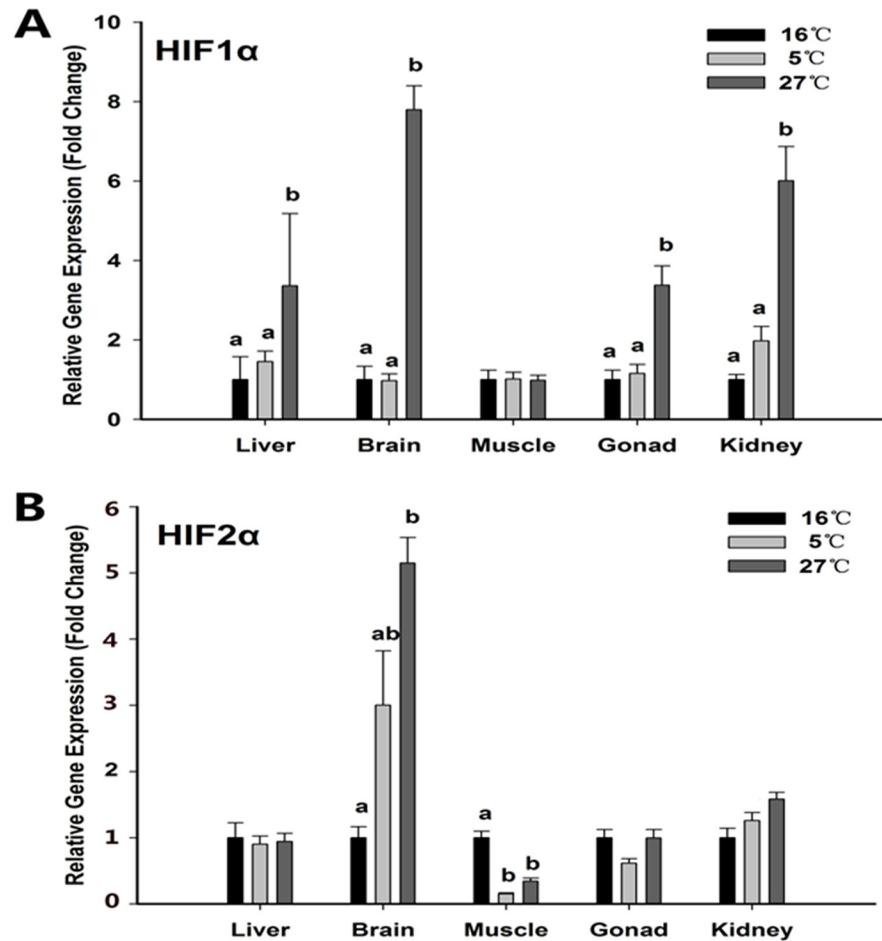 A
HIF1α
16℃
5℃
27℃
Relative Gene Expression (Fold Change)
10
8
6
4
2
0
a
a
b
a
a
b
a
a
b
a
a
b
Liver
Brain
Muscle
Gonad
Kidney
B
HIF2α
16℃
5℃
27℃
Relative Gene Expression (Fold Change)
6
5
4
3
2
1
0
a
ab
b
a
b
b
Liver
Brain
Muscle
Gonad
Kidney